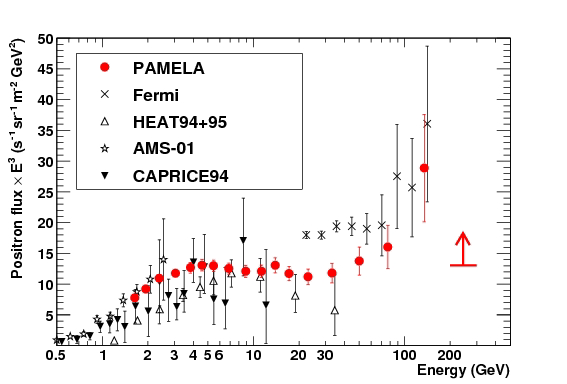 Positron flux × E³ (s⁻¹ sr⁻¹ m⁻² GeV²)
50
45
40
35
30
25
20
15
10
5
PAMELA
Fermi
HEAT94+95
AMS-01
CAPRICE94
0.5 1 2 3 4 5 6 10 20 30 100 200
Energy (GeV)